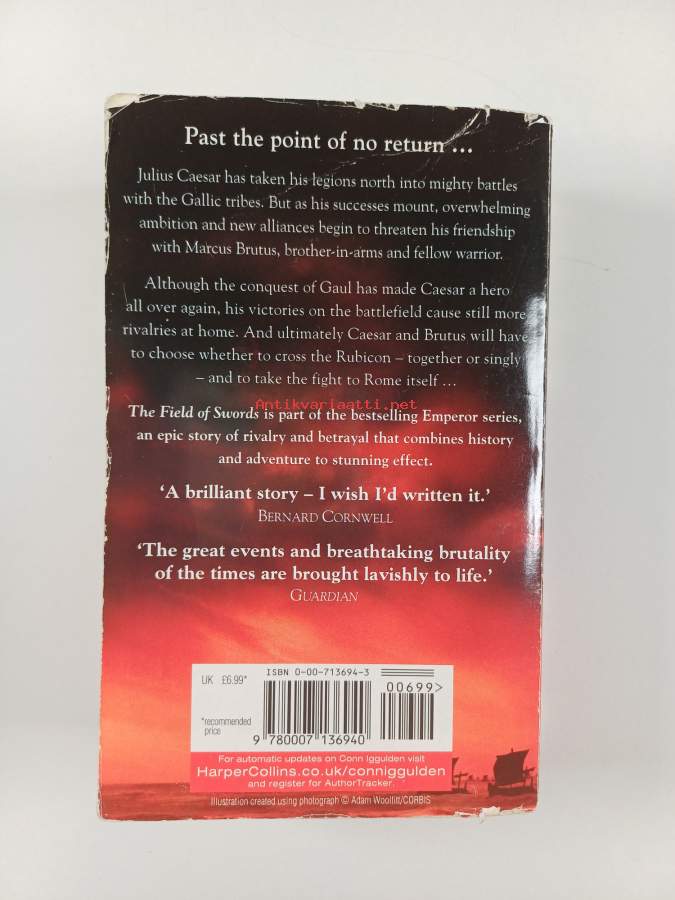 Past the point of no return ...
Julius Caesar has taken his legions north into mighty battles
with the Gallic tribes. But as his successes mount, overwhelming
ambition and new alliances begin to threaten his friendship
with Marcus Brutus, brother-in-arms and fellow warrior.
Although the conquest of Gaul has made Caesar a hero
all over again, his victories on the battlefield cause still more
rivalries at home. And ultimately Caesar and Brutus will have
to choose whether to cross the Rubicon – together or singly
– and to take the fight to Rome itself ...
Antikvariaatti.net
The Field of Swords is part of the bestselling Emperor series,
an epic story of rivalry and betrayal that combines history
and adventure to stunning effect.
‘A brilliant story – I wish I’d written it.’
BERNARD CORNWELL
‘The great events and breathtaking brutality
of the times are brought lavishly to life.’
GUARDIAN
ISBN 0-00-713694-3
UK £6.99*
00699>
*recommended
price
9 780007 136940
For automatic updates on Conn Iggulden visit
HarperCollins.co.uk/conniggulden
and register for AuthorTracker.
Illustration created using photograph © Adam Woolfitt/CORBIS